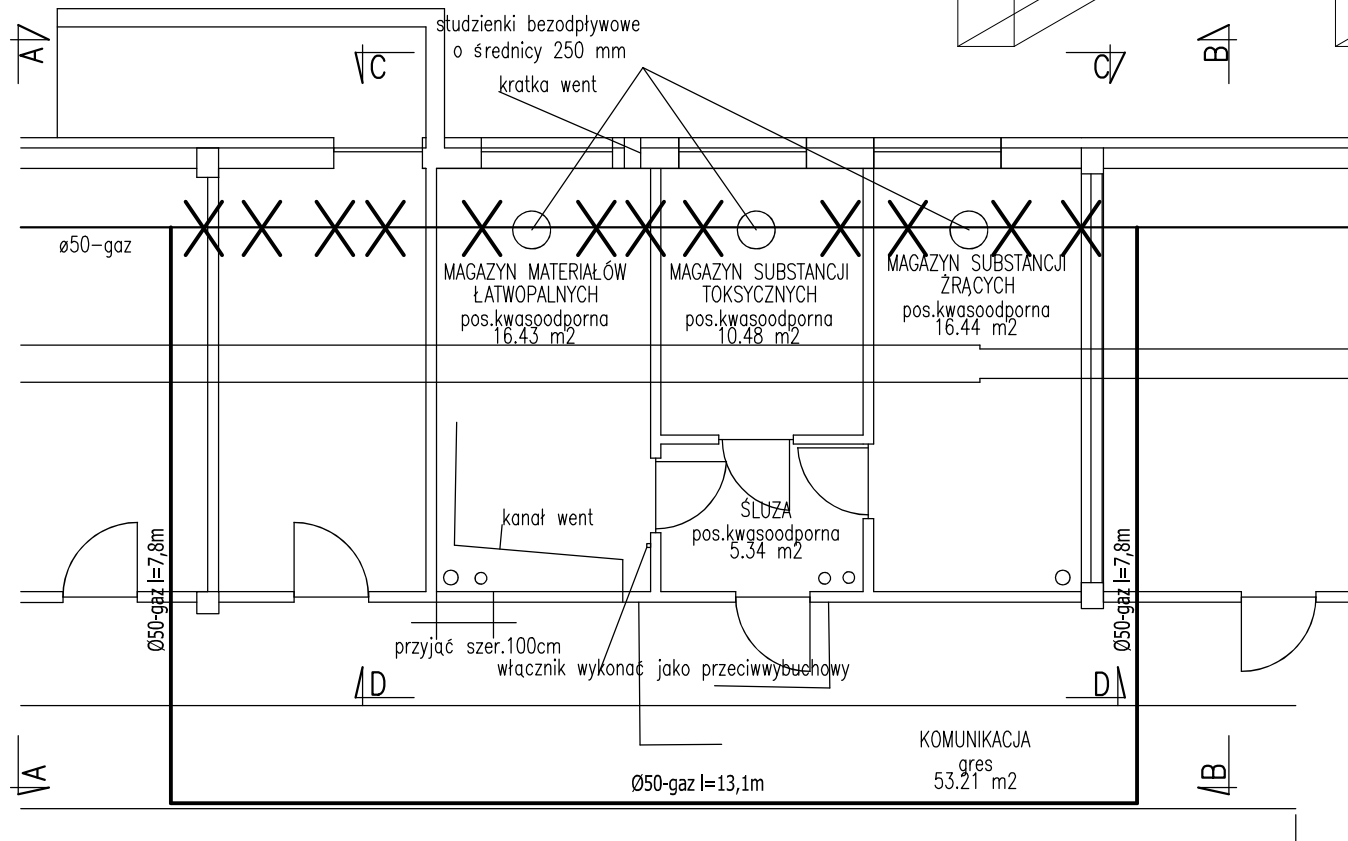 studzienki bezodpływowe
o średnicy 250 mm
kratka went
A
C
C
B
ø50-gaz
MAGAZYN MATERIAŁÓW
ŁATWOPALNYCH
pos.kwasoodporna
16.43 m2
MAGAZYN SUBSTANCJI
TOKSYCZNYCH
pos.kwasoodporna
10.48 m2
MAGAZYN SUBSTANCJI
ŻRĄCYCH
pos.kwasoodporna
16.44 m2
kanał went
ŚLUZA
pos.kwasoodporna
5.34 m2
Ø50-gaz l=7,8m
Ø50-gaz l=7,8m
przyjąć szer.100cm
włącznik wykonać jako przeciwwybuchowy
D
D
KOMUNIKACJA
gres
53.21 m2
A
Ø50-gaz l=13,1m
B